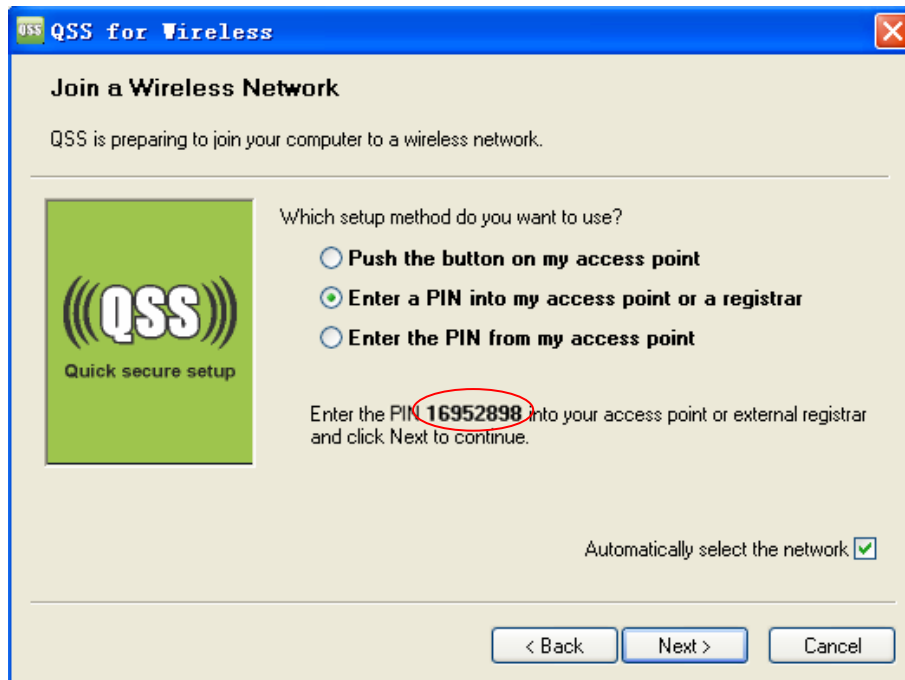 QSS QSS for Wireless
Join a Wireless Network
QSS is preparing to join your computer to a wireless network.
Which setup method do you want to use?
Push the button on my access point
Enter a PIN into my access point or a registrar
Enter the PIN from my access point
(((QSS)))
Quick secure setup
Enter the PIN 16952898 into your access point or external registrar
and click Next to continue.
Automatically select the network
< Back
Next >
Cancel